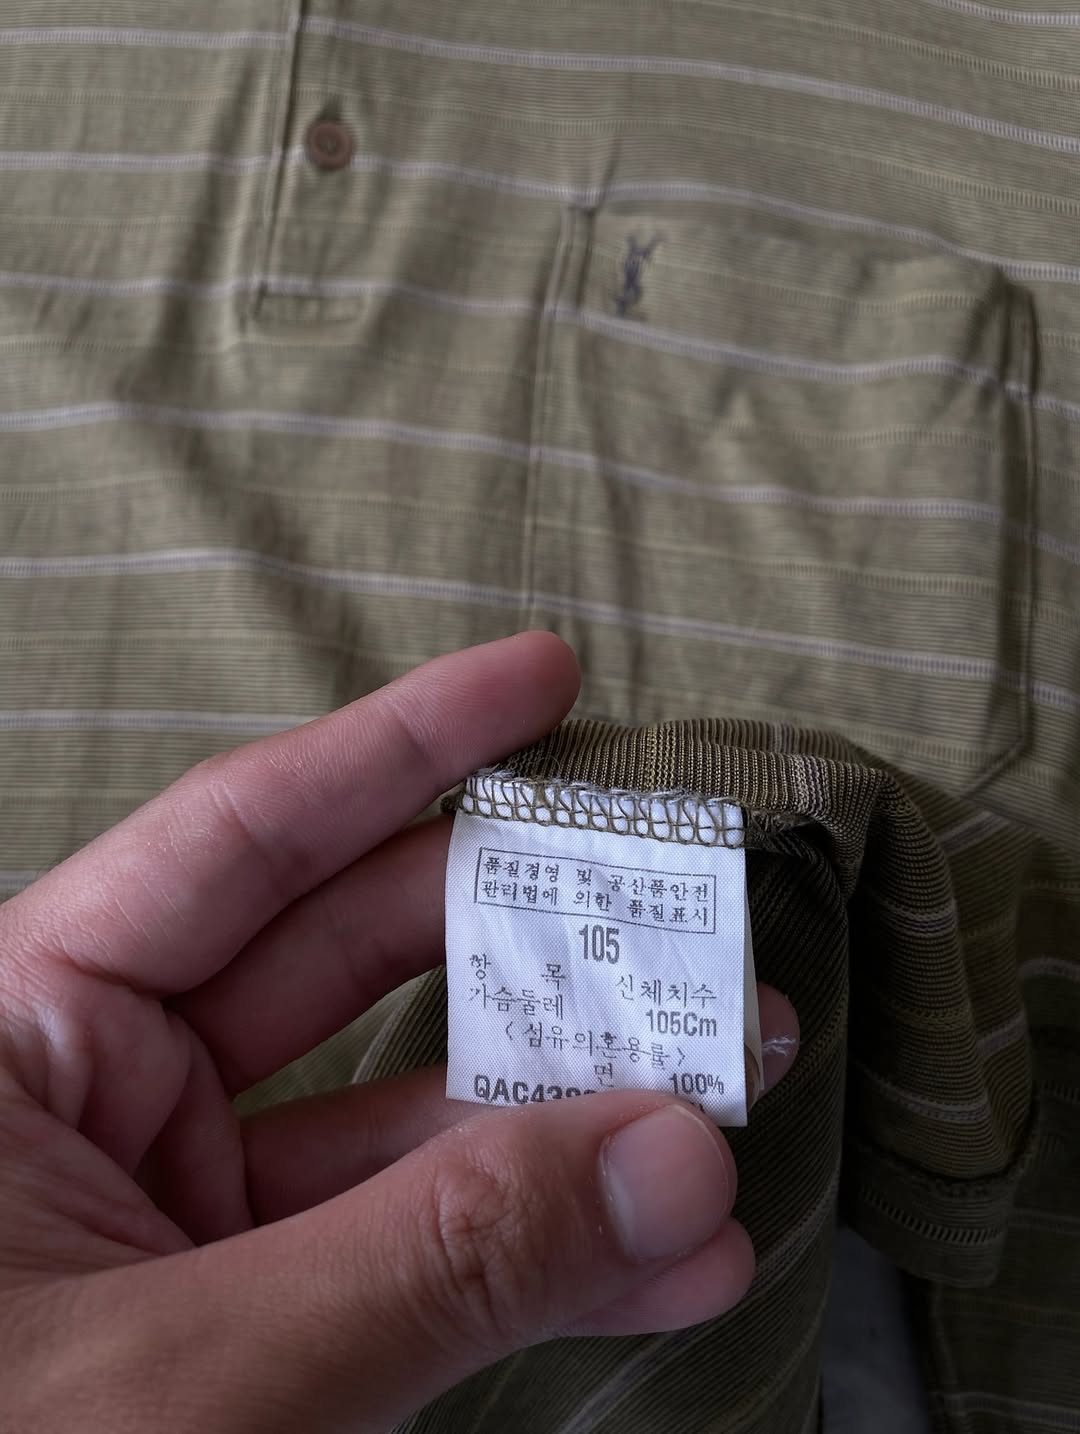 YSL
품질경영 및 공산품안전
관리법에 의한 품질표시
105
항 목 신체치수
가슴둘레 105Cm
<섬유의혼용률>
면 100%